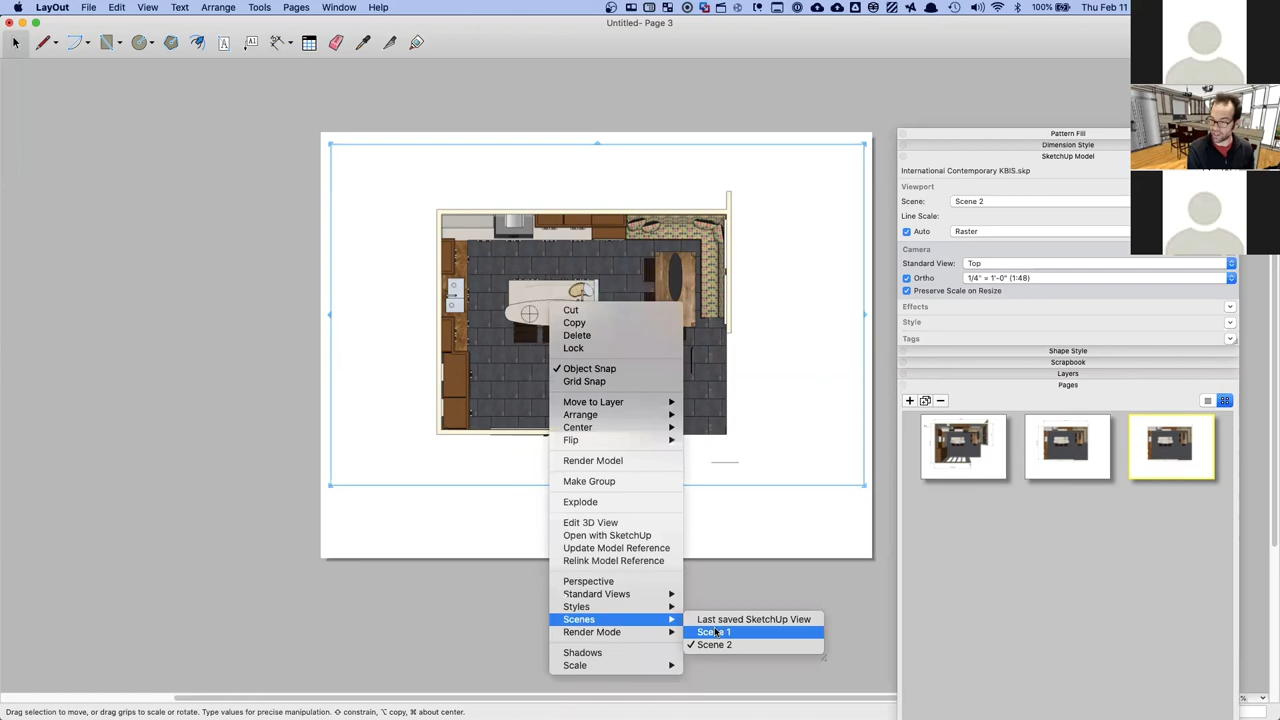 LayOut File Edit View Text Arrange Tools Pages Window Help
100% Thu Feb 11
Untitled- Page 3
A
A1
Pattern Fill
Dimension Style
SketchUp Model
International Contemporary KBIS.skp
Viewport
Scene: Scene 2
Line Scale:
Auto Raster
Camera
Standard View: Top
Ortho 1/4" = 1'-0" (1:48)
Preserve Scale on Resize
Effects
Style
Tags
Shape Style
Scrapbook
Layers
Pages
Cut
Copy
Delete
Lock
✓ Object Snap
Grid Snap
Move to Layer
Arrange
Center
Flip
Render Model
Make Group
Explode
Edit 3D View
Open with SketchUp
Update Model Reference
Relink Model Reference
Perspective
Standard Views
Styles
Scenes
Render Mode
Shadows
Scale
Last saved SketchUp View
Scene 1
✓ Scene 2
Drag selection to move, or drag grips to scale or rotate. Type values for precise manipulation. ⇧ constrain, ⌥ copy, ⌘ about center.
%